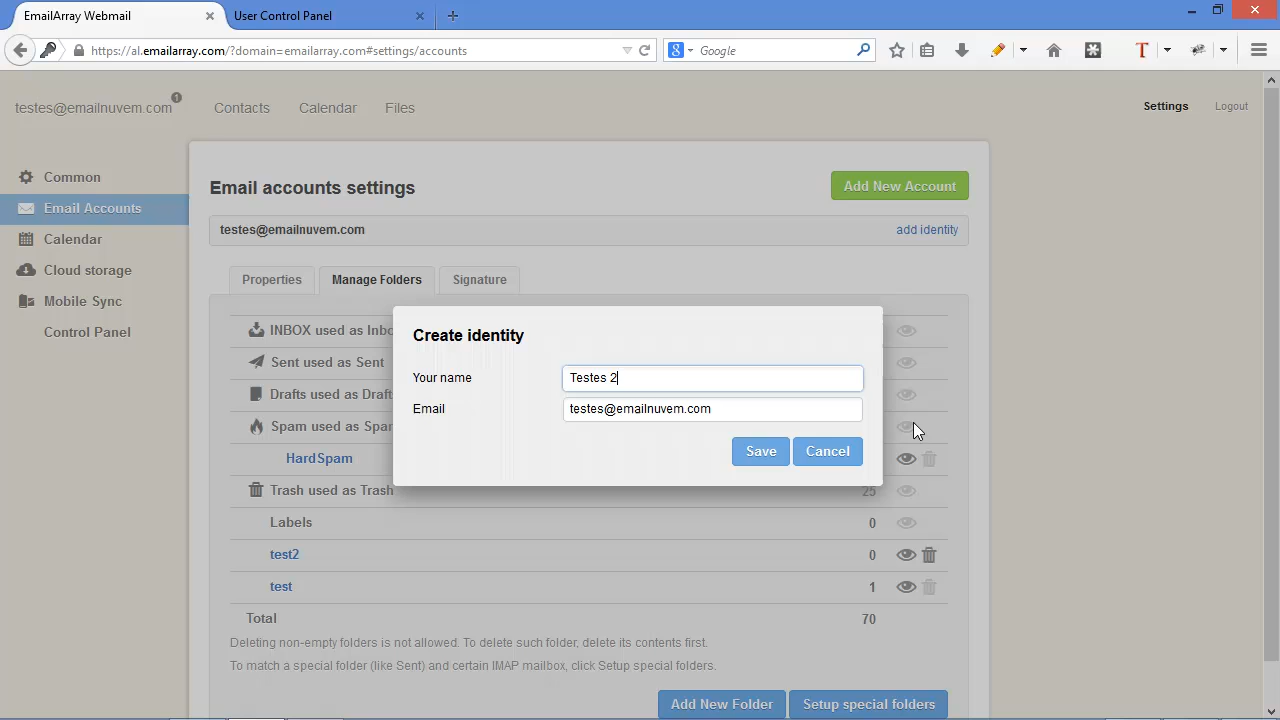 EmailArray Webmail
User Control Panel
https://al.emailarray.com/?domain=emailarray.com#settings/accounts
Google
testes@emailnuvem.com 1
Contacts
Calendar
Files
Settings
Logout
Common
Email Accounts
Calendar
Cloud storage
Mobile Sync
Control Panel
Email accounts settings
Add New Account
testes@emailnuvem.com
add identity
Properties
Manage Folders
Signature
INBOX used as Inbo
Sent used as Sent
Drafts used as Draft
Spam used as Spar
HardSpam
Trash used as Trash 25
Labels 0
test2 0
test 1
Total 70
Deleting non-empty folders is not allowed. To delete such folder, delete its contents first.
To match a special folder (like Sent) and certain IMAP mailbox, click Setup special folders.
Add New Folder
Setup special folders
Create identity
Your name
Testes 2
Email
testes@emailnuvem.com
Save
Cancel